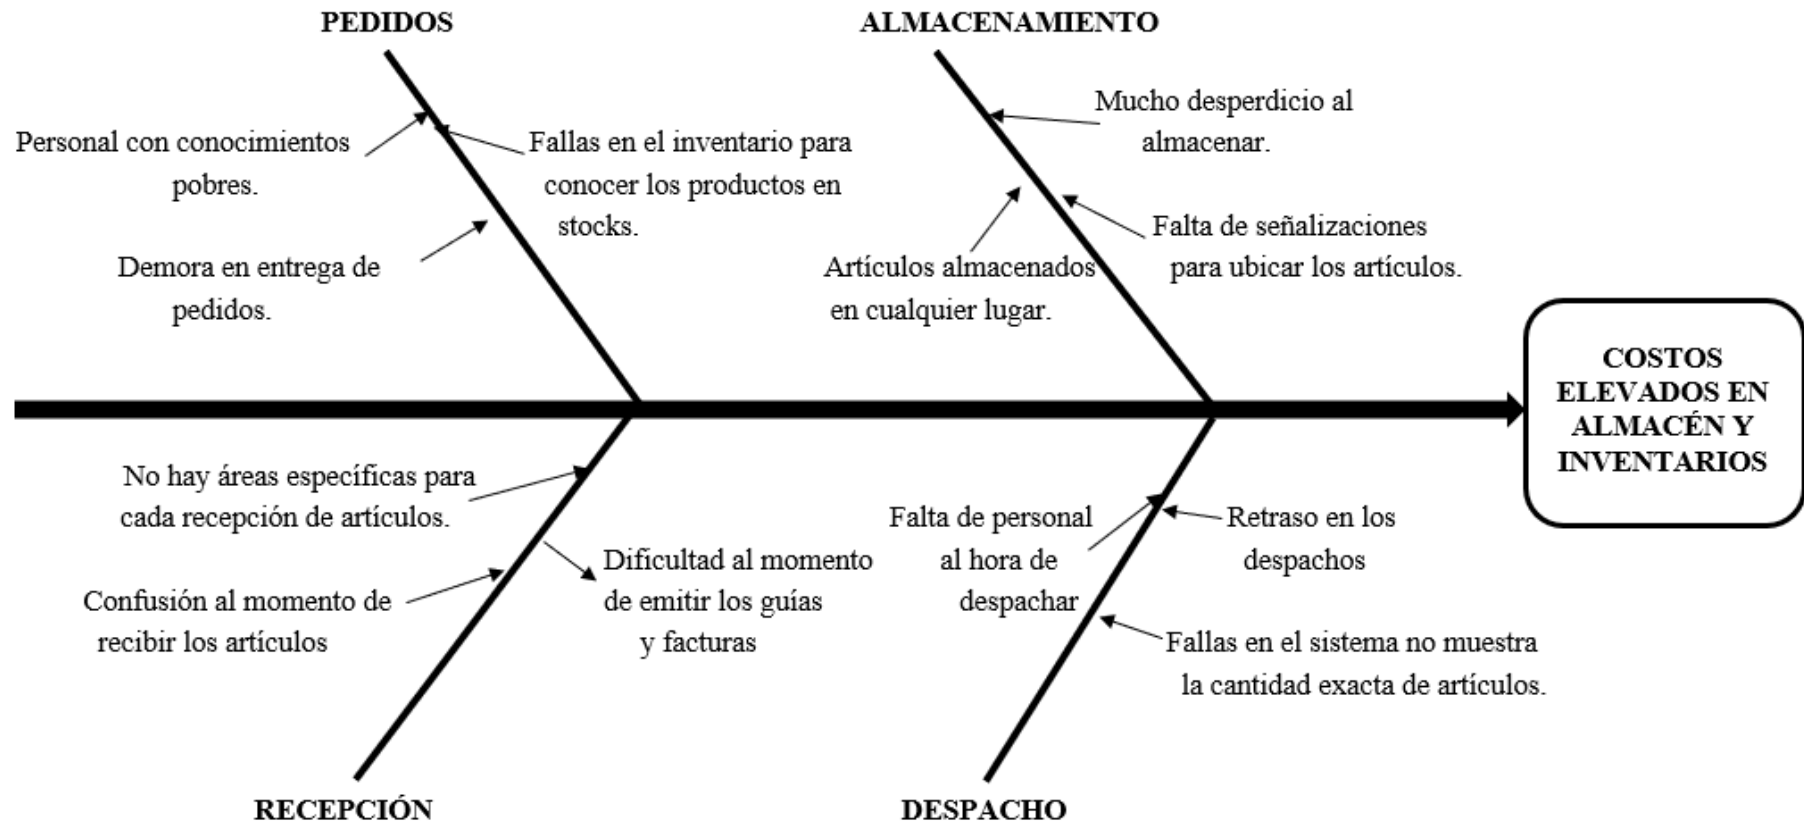 PEDIDOS
ALMACENAMIENTO
Personal con conocimientos
pobres.
Fallas en el inventario para
conocer los productos en
stocks.
Demora en entrega de
pedidos.
Mucho desperdicio al
almacenar.
Artículos almacenados
en cualquier lugar.
Falta de señalizaciones
para ubicar los artículos.
COSTOS
ELEVADOS EN
ALMACÉN Y
INVENTARIOS
No hay áreas específicas para
cada recepción de artículos.
Confusión al momento de
recibir los artículos
Dificultad al momento
de emitir los guías
y facturas
Falta de personal
al hora de
despachar
Retraso en los
despachos
Fallas en el sistema no muestra
la cantidad exacta de artículos.
RECEPCIÓN
DESPACHO